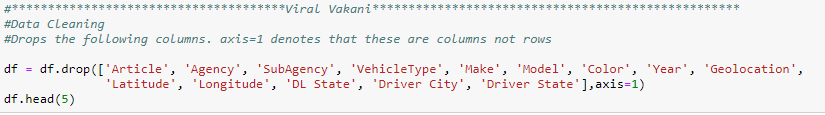 #**************************************Viral Vakani**************************************************
#Data Cleaning
#Drops the following columns. axis=1 denotes that these are columns not rows
df = df.drop(['Article', 'Agency', 'SubAgency', 'VehicleType', 'Make', 'Model', 'Color', 'Year', 'Geolocation',
'Latitude', 'Longitude', 'DL State', 'Driver City', 'Driver State'],axis=1)
df.head(5)